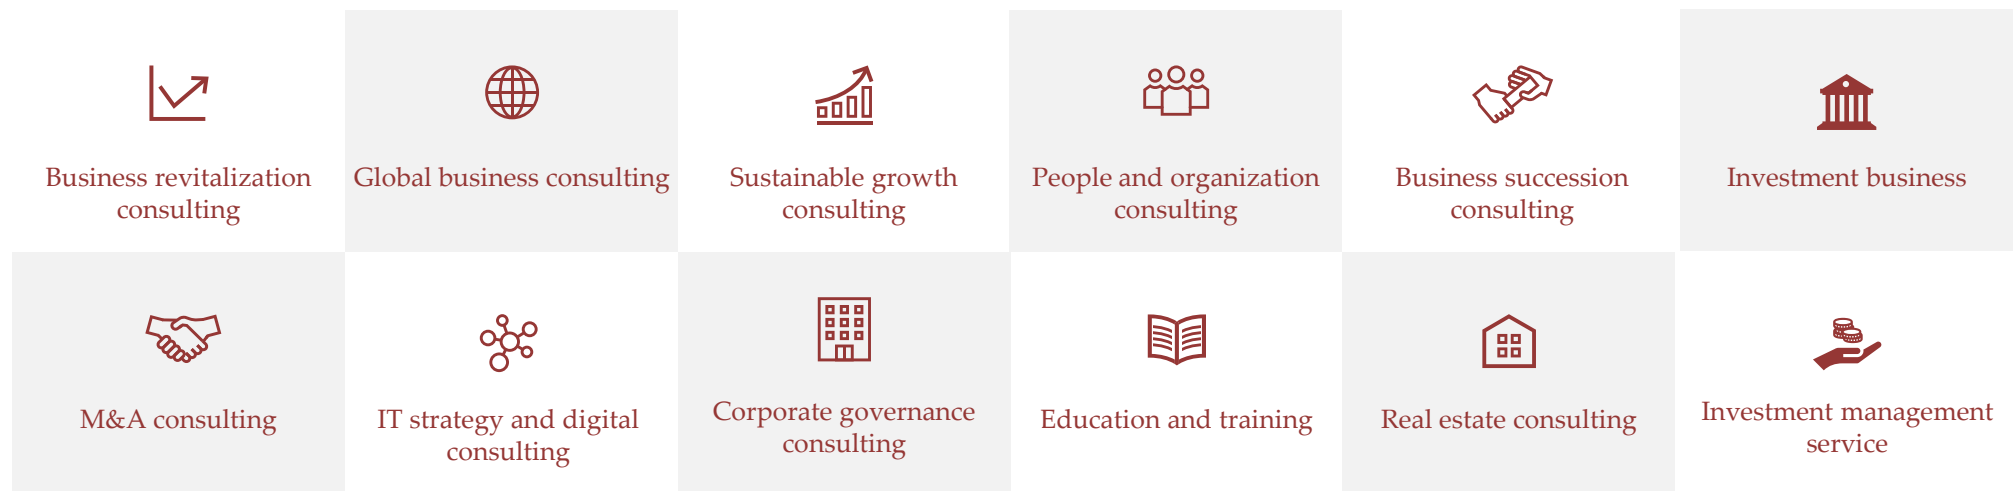 Business revitalization
consulting
Global business consulting
Sustainable growth
consulting
People and organization
consulting
Business succession
consulting
Investment business
M&A consulting
IT strategy and digital
consulting
Corporate governance
consulting
Education and training
Real estate consulting
Investment management
service